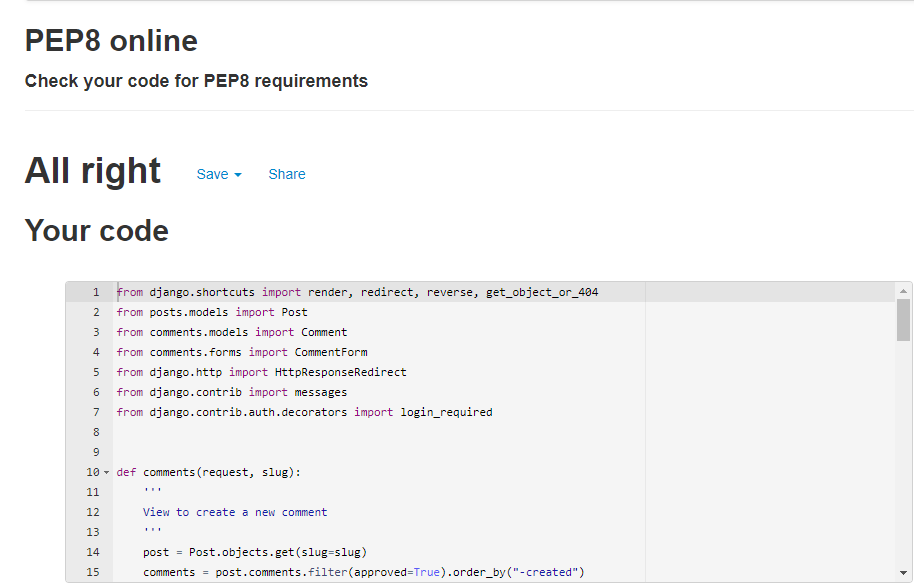 PEP8 online
Check your code for PEP8 requirements
All right Save Share
Your code
1 from django.shortcuts import render, redirect, reverse, get_object_or_404
2 from posts.models import Post
3 from comments.models import Comment
4 from comments.forms import CommentForm
5 from django.http import HttpResponseRedirect
6 from django.contrib import messages
7 from django.contrib.auth.decorators import login_required
8
9
10 def comments(request, slug):
11     '''
12     View to create a new comment
13     '''
14     post = Post.objects.get(slug=slug)
15     comments = post.comments.filter(approved=True).order_by("-created")